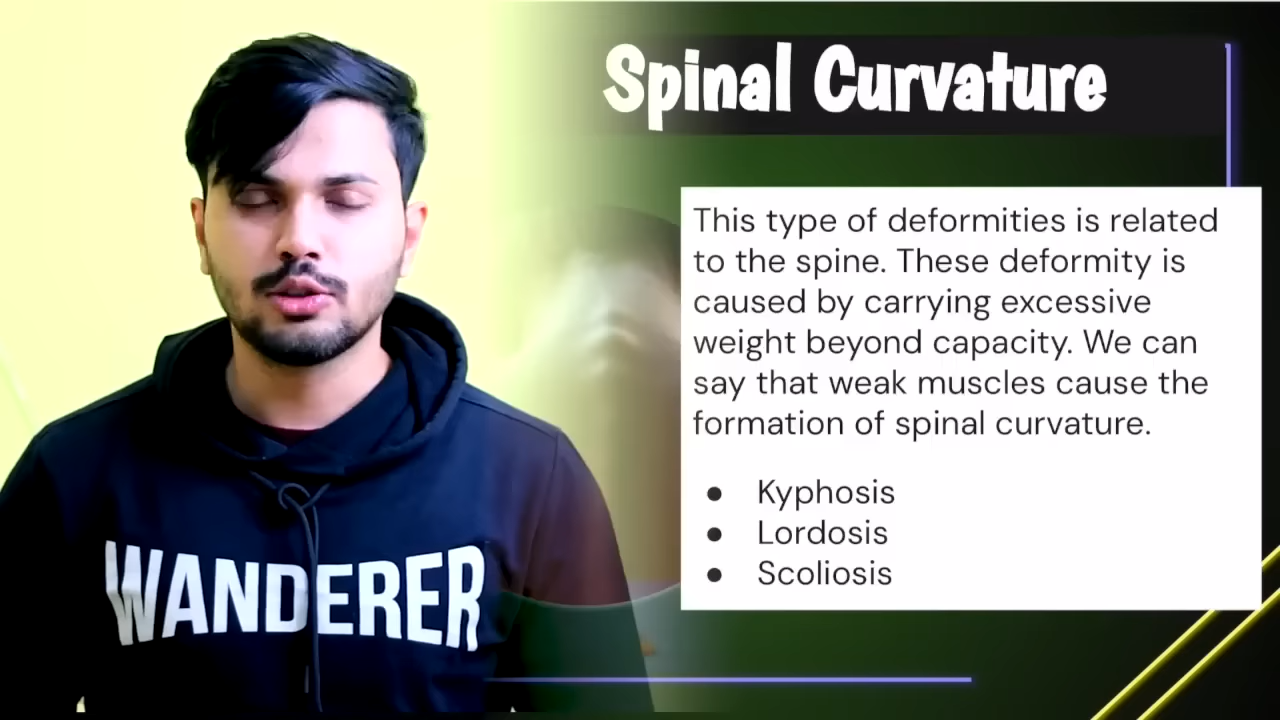 Spinal Curvature
This type of deformities is related
to the spine. These deformity is
caused by carrying excessive
weight beyond capacity. We can
say that weak muscles cause the
formation of spinal curvature.
● Kyphosis
● Lordosis
● Scoliosis
WANDERER